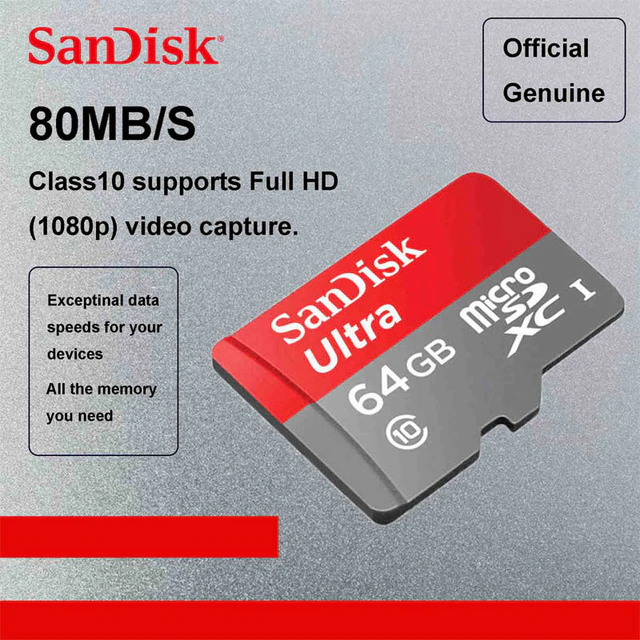 SanDisk
Official
Genuine
80MB/S
Class10 supports Full HD
(1080p) video capture.
Exceptinal data
speeds for your
devices
All the memory
you need
SanDisk
Ultra
64GB
micro
SD
XC I
10